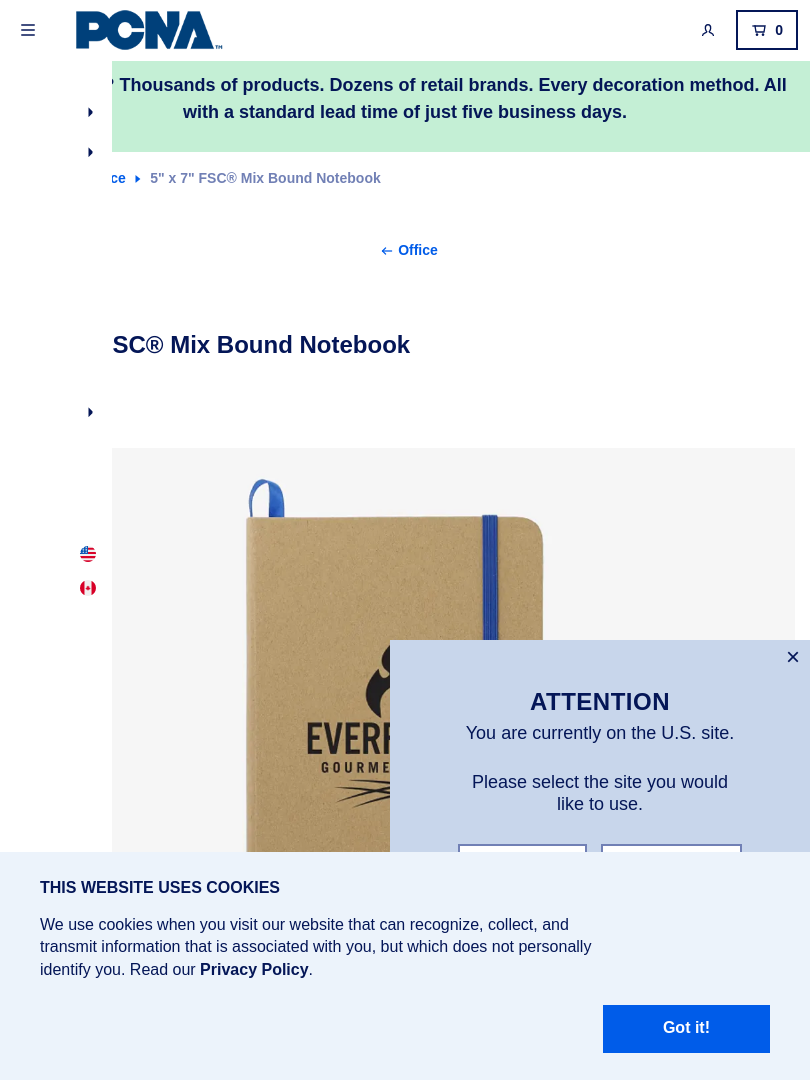 PCNA™
0
? Thousands of products. Dozens of retail brands. Every decoration method. All
with a standard lead time of just five business days.
ce
5" x 7" FSC® Mix Bound Notebook
Office
SC® Mix Bound Notebook
ATTENTION
You are currently on the U.S. site.
Please select the site you would
like to use.
THIS WEBSITE USES COOKIES
We use cookies when you visit our website that can recognize, collect, and
transmit information that is associated with you, but which does not personally
identify you. Read our Privacy Policy.
Got it!